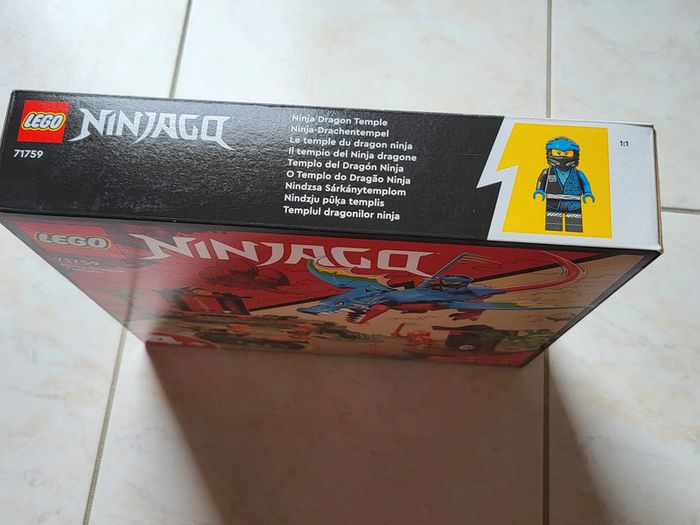 LEGO
NINJAGO
71759
Ninja Dragon Temple
Ninja-Drachentempel
Le temple du dragon ninja
Il tempio del Ninja dragone
Templo del Dragón Ninja
O Templo do Dragão Ninja
Nindzsa Sárkánytemplom
Nindzju pūķa templis
Templul dragonilor ninja
1:1
LEGO
NINJAGO
71759